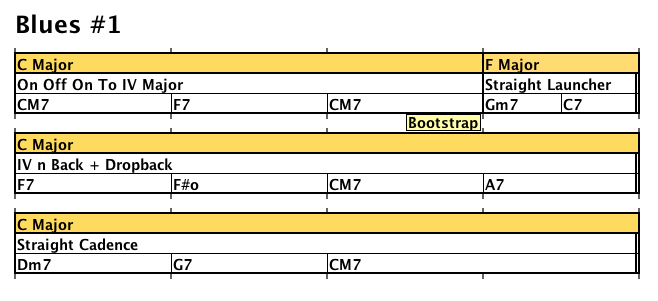 Blues #1
C Major F Major
On Off On To IV Major Straight Launcher
CM7 F7 CM7 Gm7 C7
Bootstrap
C Major
IV n Back + Dropback
F7 F#o CM7 A7
C Major
Straight Cadence
Dm7 G7 CM7